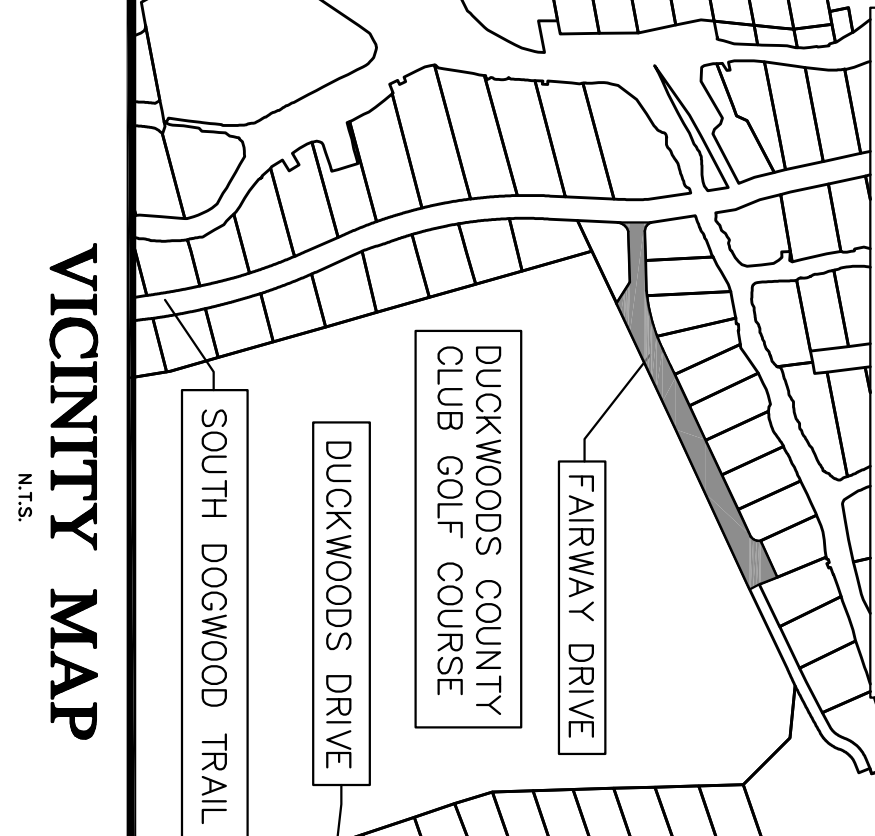 DUCKWOODS COUNTY
CLUB GOLF COURSE
FAIRWAY DRIVE
DUCKWOODS DRIVE
SOUTH DOGWOOD TRAIL
VICINITY MAP
N.T.S.